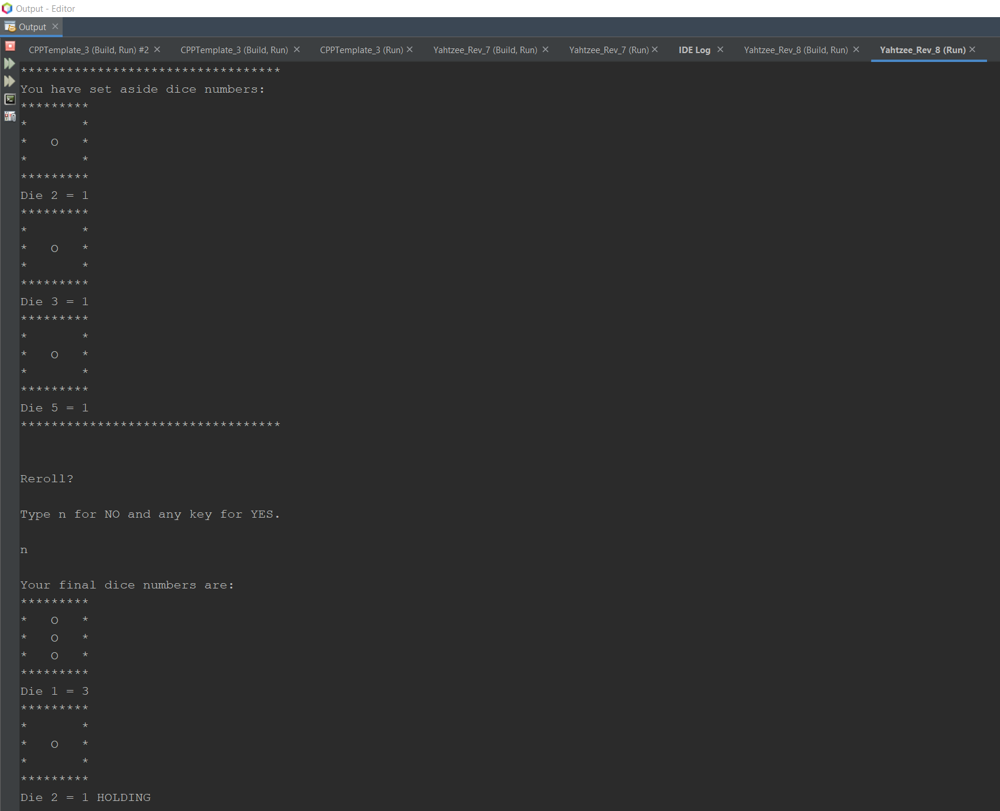 Output - Editor
Output
CPPTemplate_3 (Build, Run) #2 CPPTemplate_3 (Build, Run) CPPTemplate_3 (Run) Yahtzee_Rev_7 (Build, Run) Yahtzee_Rev_7 (Run) IDE Log Yahtzee_Rev_8 (Build, Run) Yahtzee_Rev_8 (Run)
**********************************
You have set aside dice numbers:
*********
*       *
*   O   *
*       *
*********
Die 2 = 1
*********
*       *
*   O   *
*       *
*********
Die 3 = 1
*********
*       *
*   O   *
*       *
*********
Die 5 = 1
**********************************
Reroll?
Type n for NO and any key for YES.
n
Your final dice numbers are:
*********
*   O   *
*   O   *
*   O   *
*********
Die 1 = 3
*********
*       *
*   O   *
*       *
*********
Die 2 = 1 HOLDING